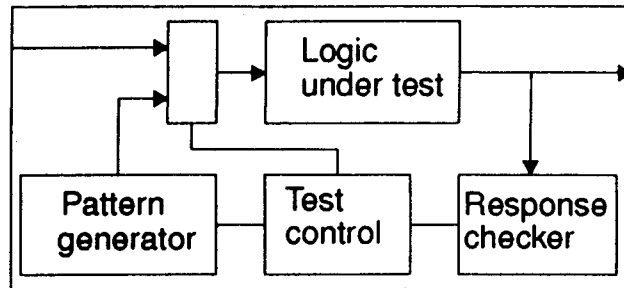 Logic
under test
Pattern
generator
Test
control
Response
checker